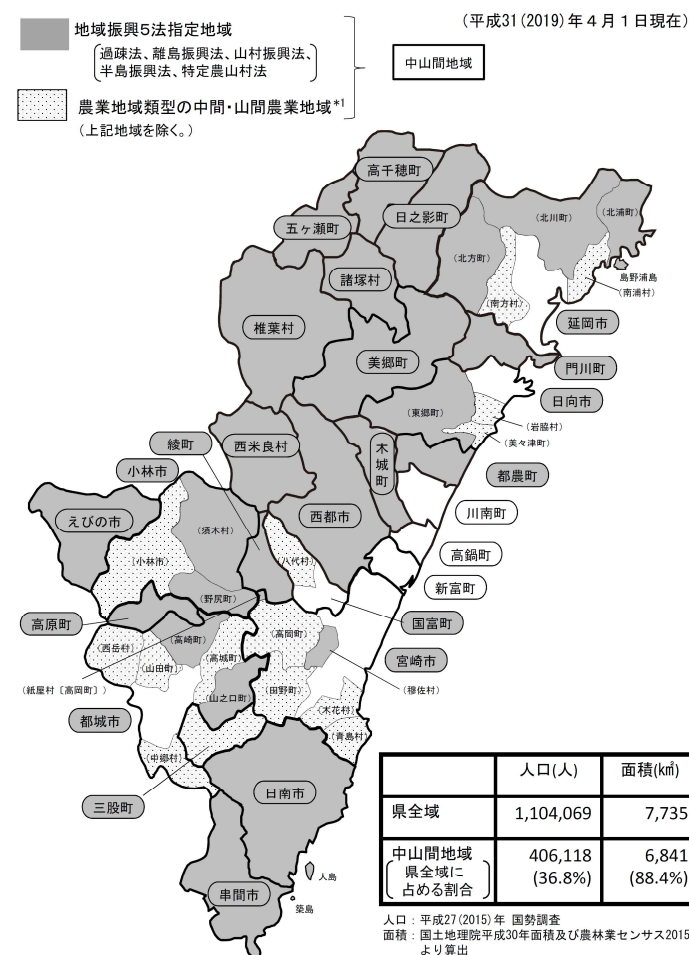 (平成31(2019)年４月１日現在)
地域振興５法指定地域
過疎法、離島振興法、山村振興法、
半島振興法、特定農山村法
中山間地域
農業地域類型の中間・山間農業地域*1
(上記地域を除く。)
高千穂町
日之影町
五ヶ瀬町
(北川町)
(北浦町)
(北方町)
諸塚村
島野浦島
(南浦村)
(南方村)
延岡市
椎葉村
美郷町
門川町
日向市
(東郷町)
(岩脇村)
(美々津町)
綾町
西米良村
木城町
小林市
都農町
えびの市
(須木村)
西都市
川南町
(小林市)
(八代村)
高鍋町
新富町
(野尻町)
高原町
国富町
(西岳村)
(高崎町)
(高岡町)
(山田町)
(高城町)
宮崎市
(紙屋村〔高岡町〕)
(穆佐村)
(山之口町)
(田野町)
都城市
(木花村)
(青島村)
(中郷村)
三股町
日南市
人口(人) 面積(㎢)
県全域 1,104,069 7,735
中山間地域 406,118 6,841
県全域に (36.8%) (88.4%)
占める割合
大島
築島
串間市
人口：平成27(2015)年 国勢調査
面積：国土地理院平成30年面積及び農林業センサス2015
より算出